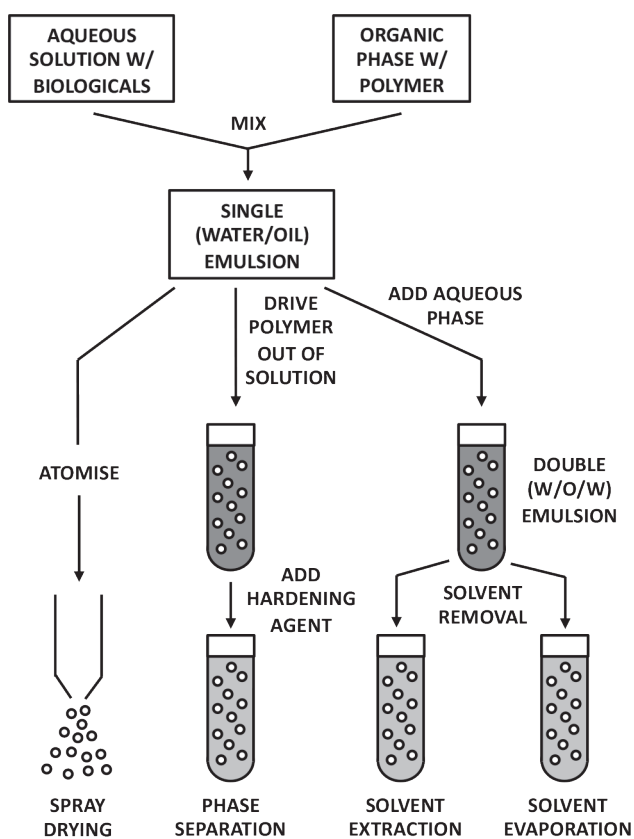 AQUEOUS
SOLUTION W/
BIOLOGICALS
ORGANIC
PHASE W/
POLYMER
MIX
SINGLE
(WATER/OIL)
EMULSION
DRIVE
POLYMER
OUT OF
SOLUTION
ADD AQUEOUS
PHASE
ATOMISE
DOUBLE
(W/O/W)
EMULSION
ADD
HARDENING
AGENT
SOLVENT
REMOVAL
SPRAY
DRYING
PHASE
SEPARATION
SOLVENT
EXTRACTION
SOLVENT
EVAPORATION